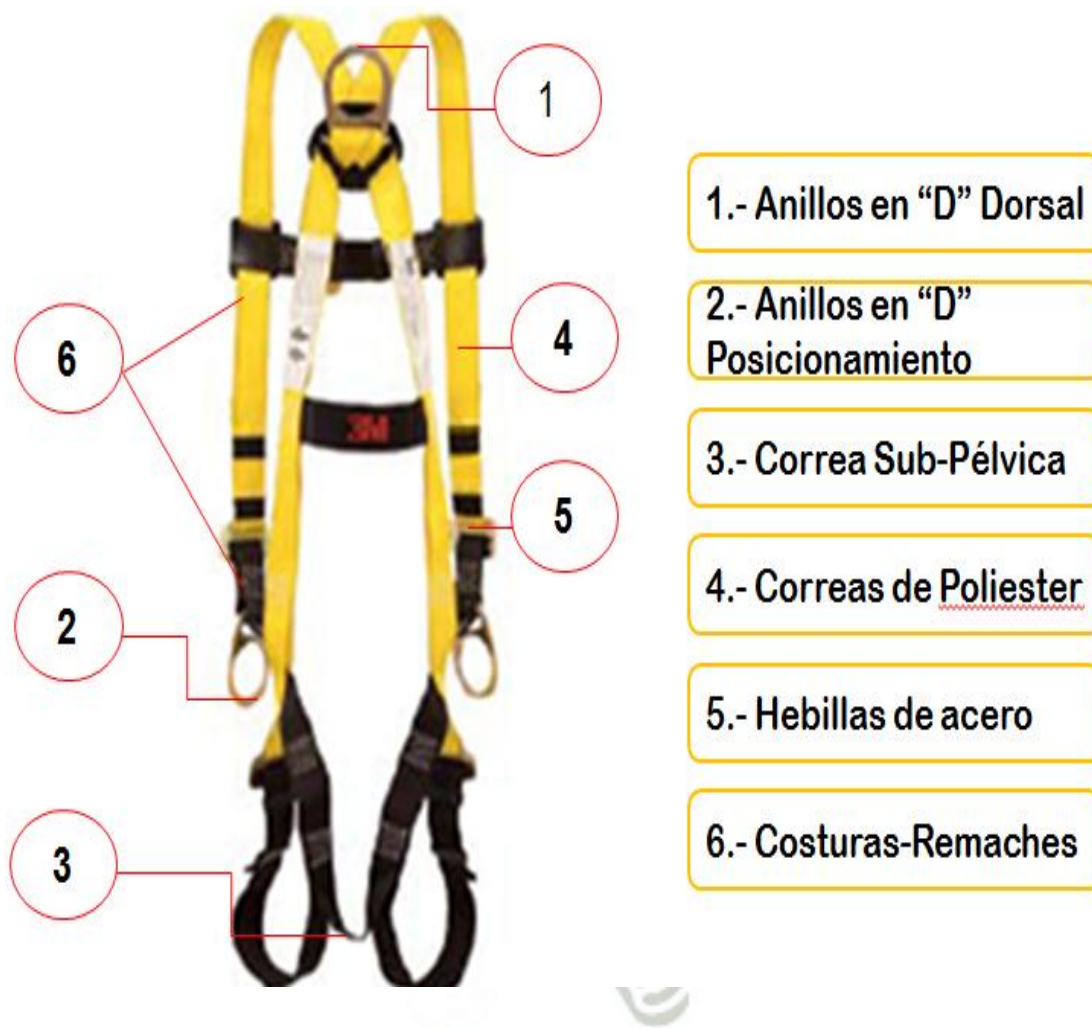 1
6
4
5
2
3
3M
1.- Anillos en “D” Dorsal
2.- Anillos en “D”
Posicionamiento
3.- Correa Sub-Pélvica
4.- Correas de Poliester
5.- Hebillas de acero
6.- Costuras-Remaches